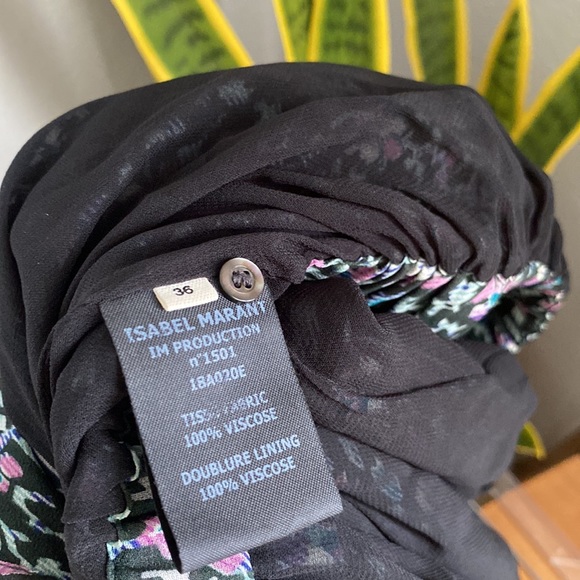 36
ISABEL MARANT
IM PRODUCTION
n°1501
18A020E
TISSU FABRIC
100% VISCOSE
DOUBLURE LINING
100% VISCOSE